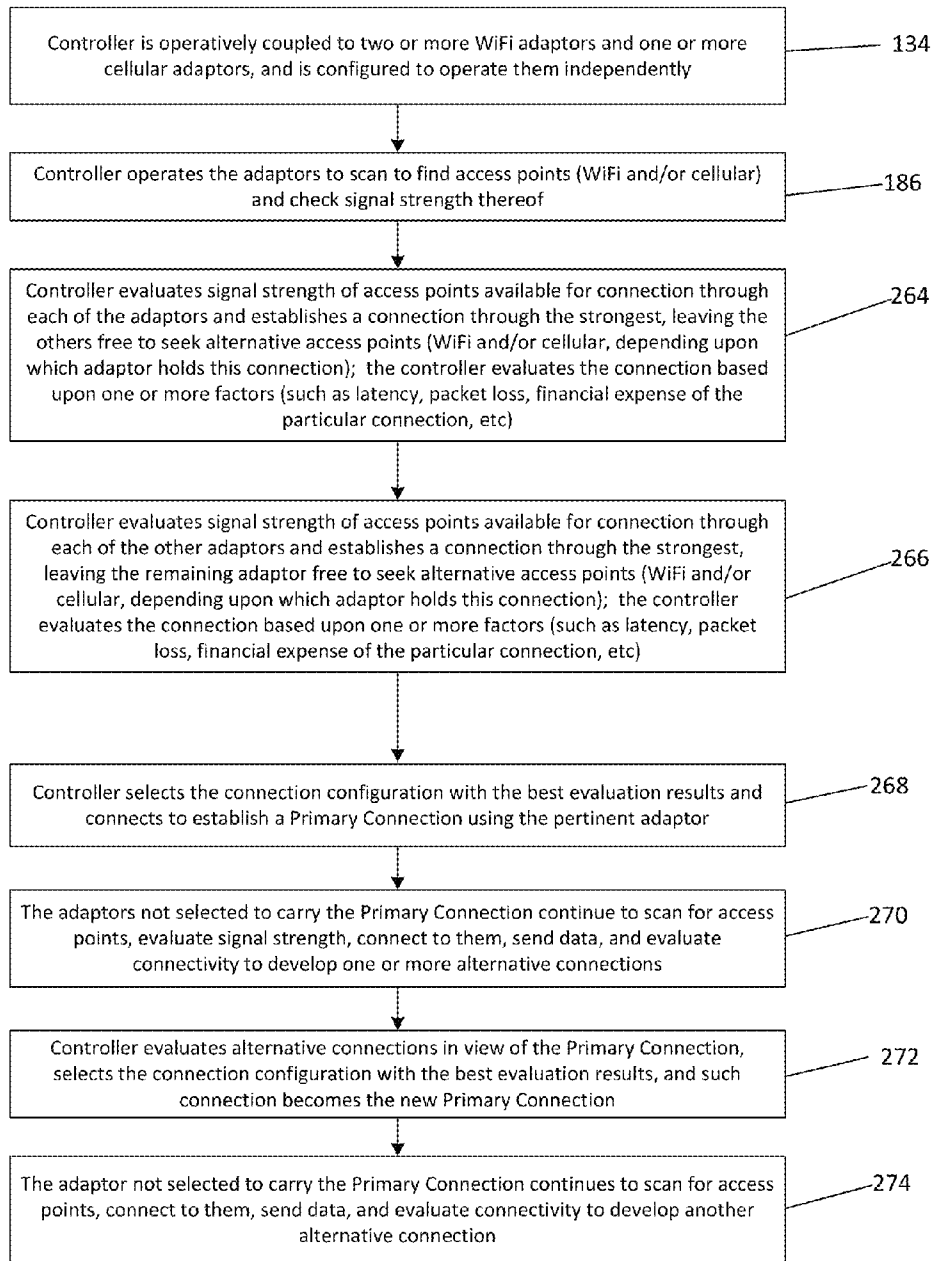 Controller is operatively coupled to two or more WiFi adaptors and one or more
cellular adaptors, and is configured to operate them independently
134
Controller operates the adaptors to scan to find access points (WiFi and/or cellular)
and check signal strength thereof
186
Controller evaluates signal strength of access points available for connection through
each of the adaptors and establishes a connection through the strongest, leaving the
others free to seek alternative access points (WiFi and/or cellular, depending upon
which adaptor holds this connection); the controller evaluates the connection based
upon one or more factors (such as latency, packet loss, financial expense of the
particular connection, etc)
264
Controller evaluates signal strength of access points available for connection through
each of the other adaptors and establishes a connection through the strongest,
leaving the remaining adaptor free to seek alternative access points (WiFi and/or
cellular, depending upon which adaptor holds this connection); the controller
evaluates the connection based upon one or more factors (such as latency, packet
loss, financial expense of the particular connection, etc)
266
Controller selects the connection configuration with the best evaluation results and
connects to establish a Primary Connection using the pertinent adaptor
268
The adaptors not selected to carry the Primary Connection continue to scan for access
points, evaluate signal strength, connect to them, send data, and evaluate
connectivity to develop one or more alternative connections
270
Controller evaluates alternative connections in view of the Primary Connection,
selects the connection configuration with the best evaluation results, and such
connection becomes the new Primary Connection
272
The adaptor not selected to carry the Primary Connection continues to scan for access
points, connect to them, send data, and evaluate connectivity to develop another
alternative connection
274